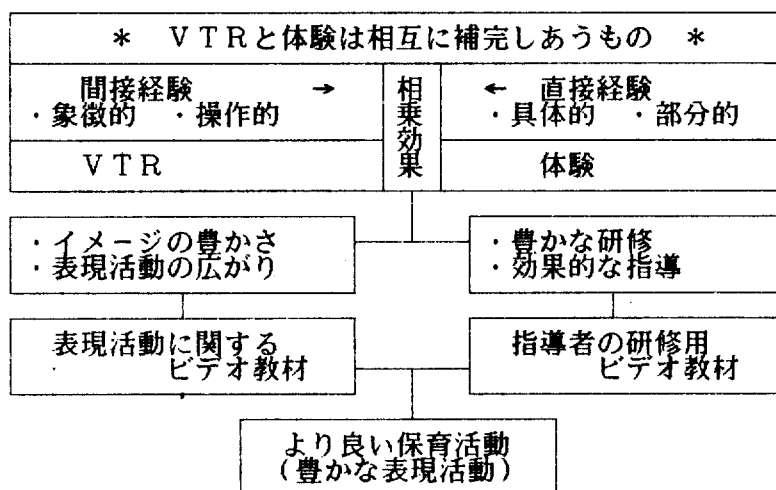 ＊　ＶＴＲと体験は相互に補完しあうもの　＊
間接経験　→
・象徴的　・操作的
ＶＴＲ
相乗効果
←　直接経験
・具体的　・部分的
体験
・イメージの豊かさ
・表現活動の広がり
・豊かな研修
・効果的な指導
表現活動に関する
ビデオ教材
指導者の研修用
ビデオ教材
より良い保育活動
（豊かな表現活動）